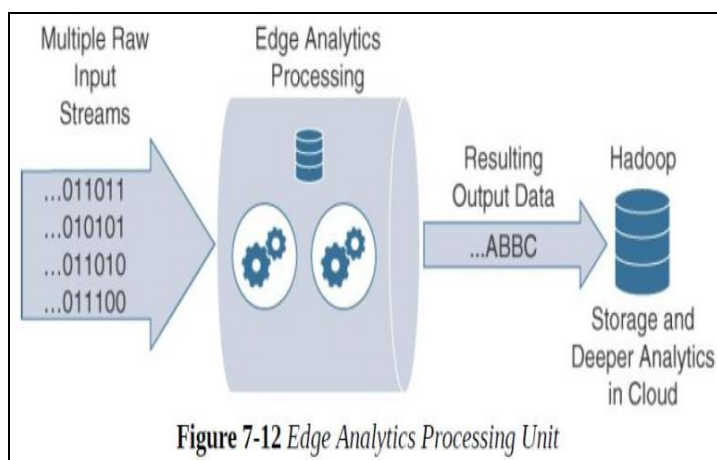 Multiple Raw
Input
Streams
...011011
...010101
...011010
...011100
Edge Analytics
Processing
Resulting
Output Data
...ABBC
Hadoop
Storage and
Deeper Analytics
in Cloud
Figure 7-12 Edge Analytics Processing Unit